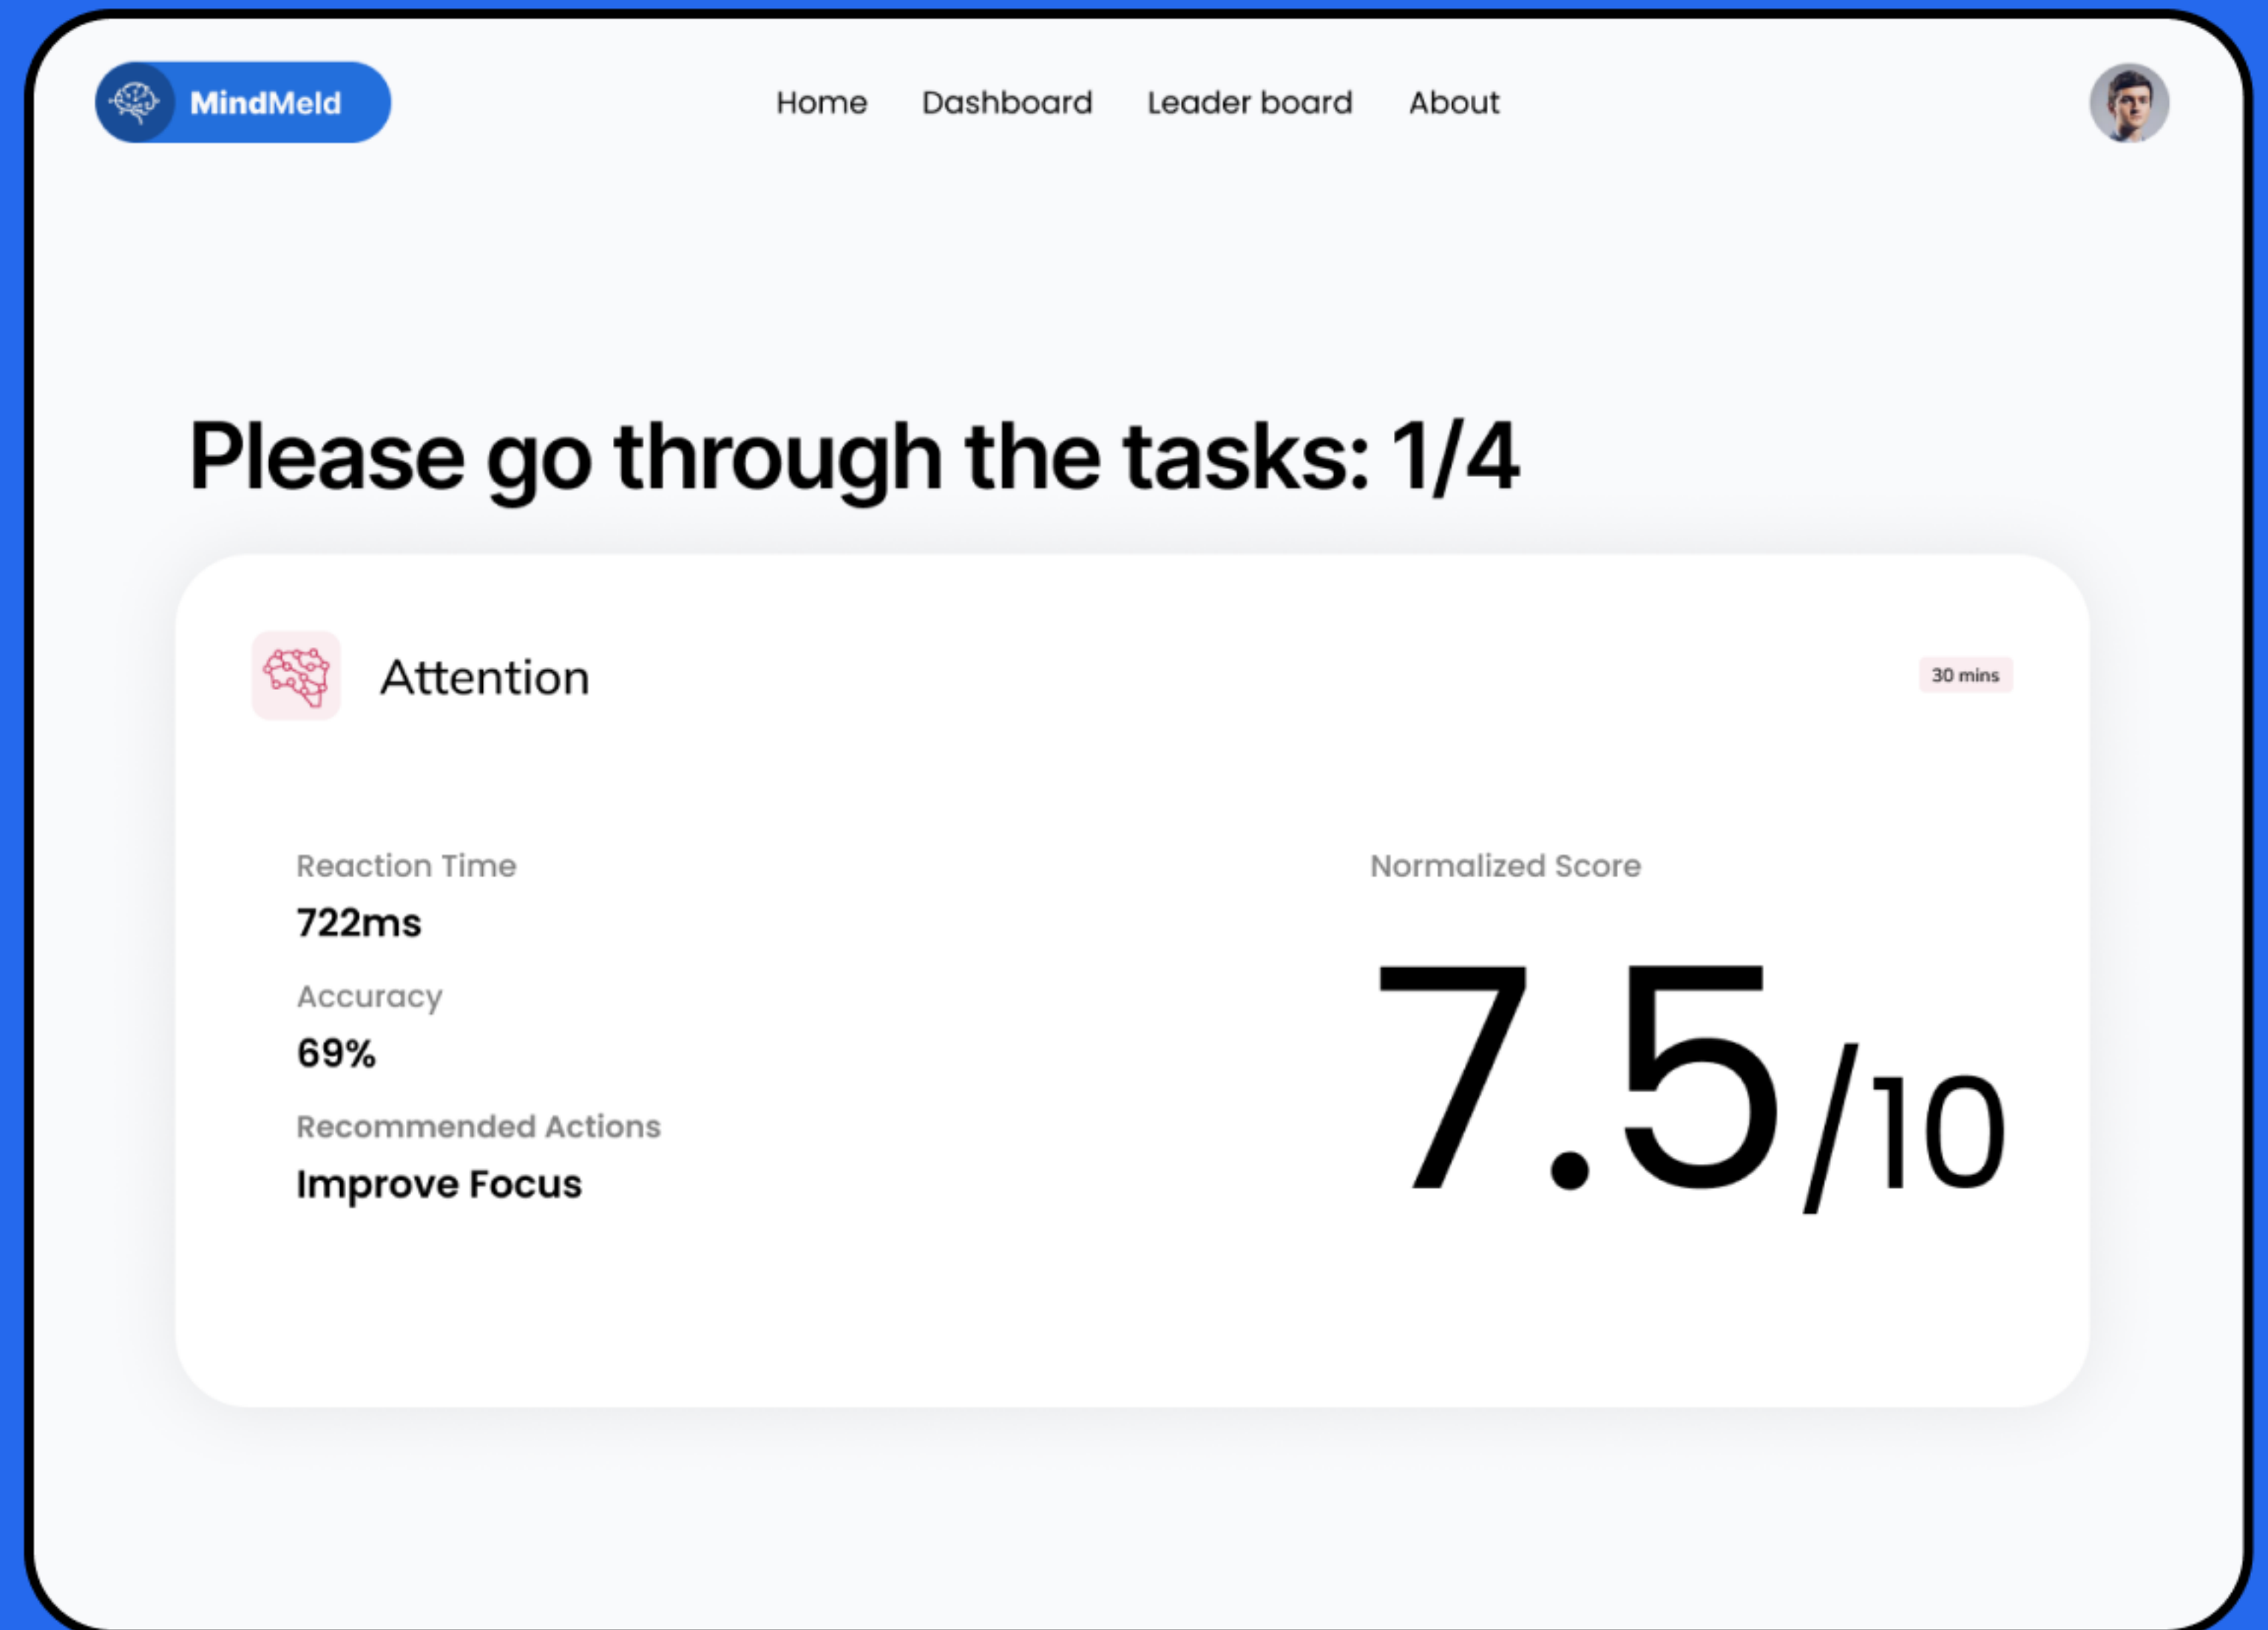 MindMeld
Home Dashboard Leader board About
Please go through the tasks: 1/4
Attention
30 mins
Reaction Time
722ms
Accuracy
69%
Recommended Actions
Improve Focus
Normalized Score
7.5/10